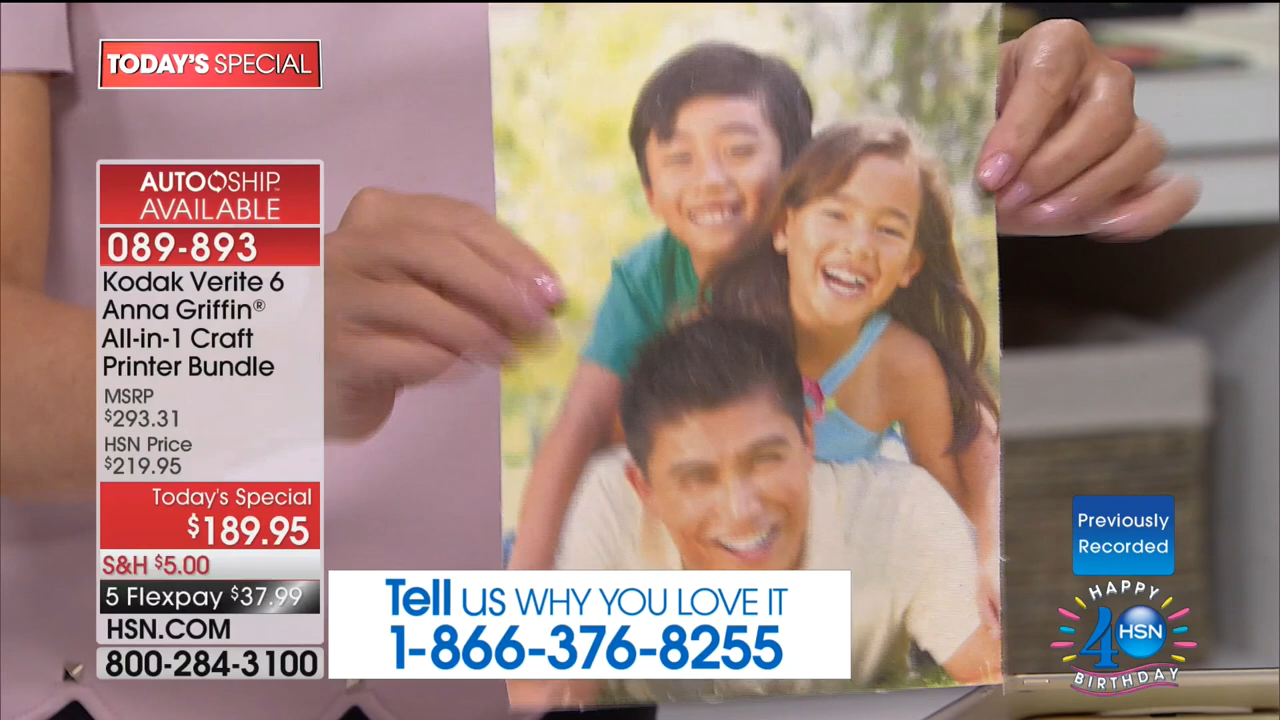 TODAY'S SPECIAL
AUTOSHIP
AVAILABLE
089-893
Kodak Verite 6
Anna Griffin®
All-in-1 Craft
Printer Bundle
MSRP
$293.31
HSN Price
$219.95
Today's Special
$189.95
S&H $5.00
5 Flexpay $37.99
HSN.COM
800-284-3100
Tell us WHY YOU LOVE IT
1-866-376-8255
Previously
Recorded
HAPPY
40 HSN
BIRTHDAY